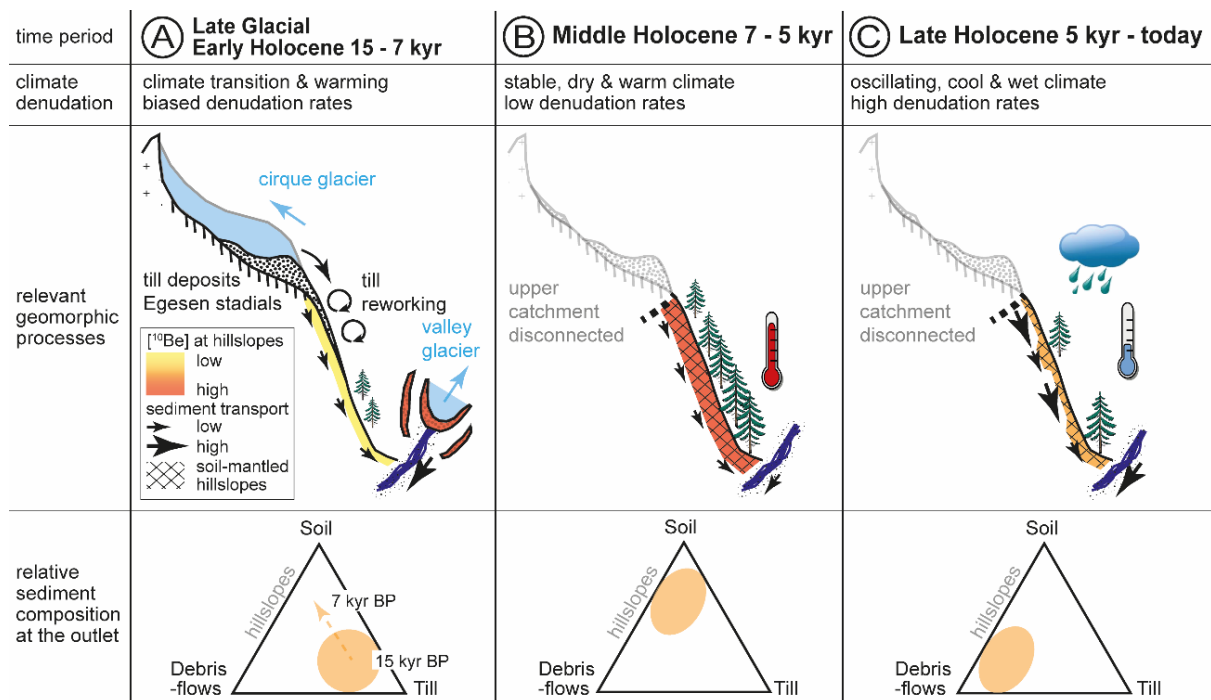 time period
A Late Glacial
Early Holocene 15 - 7 kyr
B Middle Holocene 7 - 5 kyr
C Late Holocene 5 kyr - today
climate
denudation
climate transition & warming
biased denudation rates
stable, dry & warm climate
low denudation rates
oscillating, cool & wet climate
high denudation rates
relevant
geomorphic
processes
cirque glacier
till deposits
Egesen stadials
till
reworking
valley
glacier
[¹⁰Be] at hillslopes
low
high
sediment transport
low
high
soil-mantled
hillslopes
upper
catchment
disconnected
upper
catchment
disconnected
relative
sediment
composition
at the outlet
Soil
hillslopes
7 kyr BP
15 kyr BP
Debris
-flows
Till
Soil
hillslopes
Debris
-flows
Till
Soil
hillslopes
Debris
-flows
Till